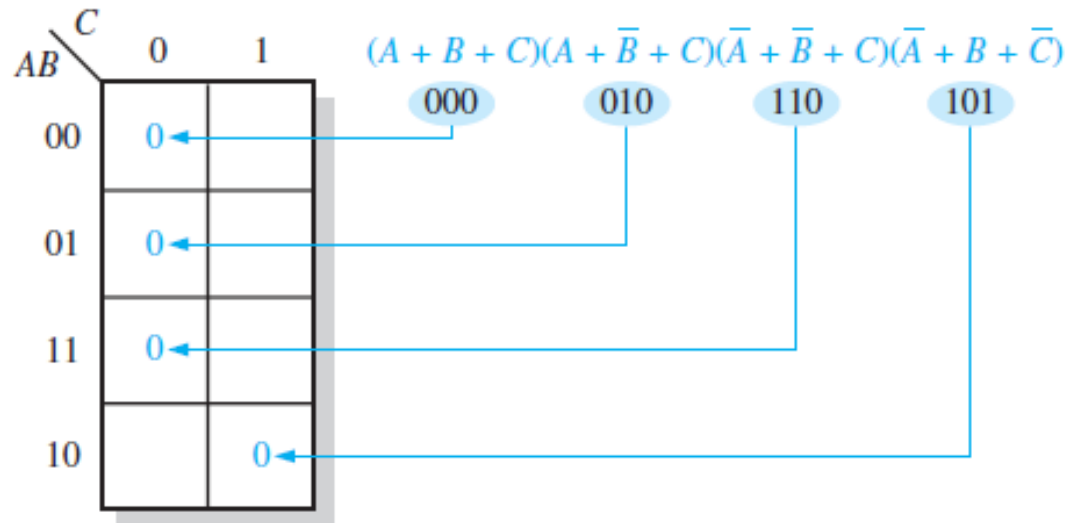 C
AB 0 1 (A + B + C)(A + B̅ + C)(A̅ + B̅ + C)(A̅ + B + C̅)
000 010 110 101
00 0
01 0
11 0
10 0